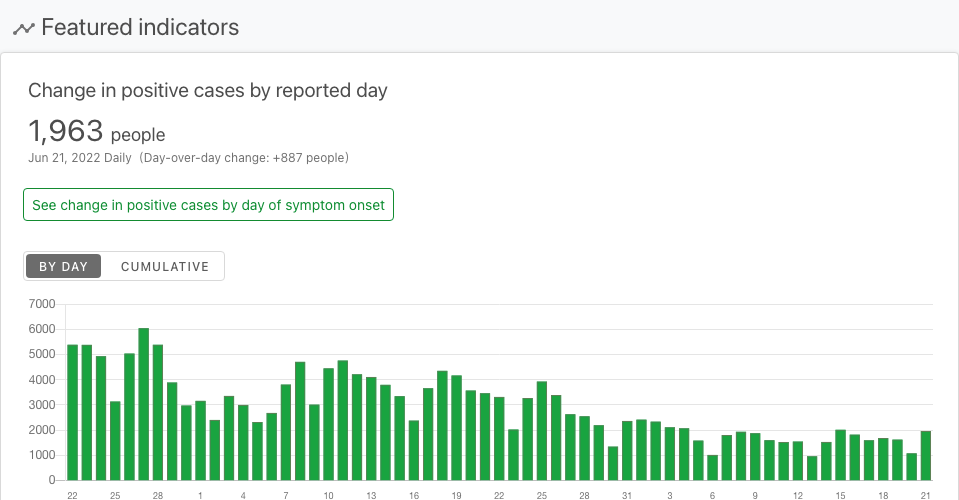 Featured indicators
Change in positive cases by reported day
1,963 people
Jun 21, 2022 Daily (Day-over-day change: +887 people)
See change in positive cases by day of symptom onset
BY DAY CUMULATIVE
7000
6000
5000
4000
3000
2000
1000
0
22 25 28 1 4 7 10 13 16 19 22 25 28 31 3 6 9 12 15 18 21